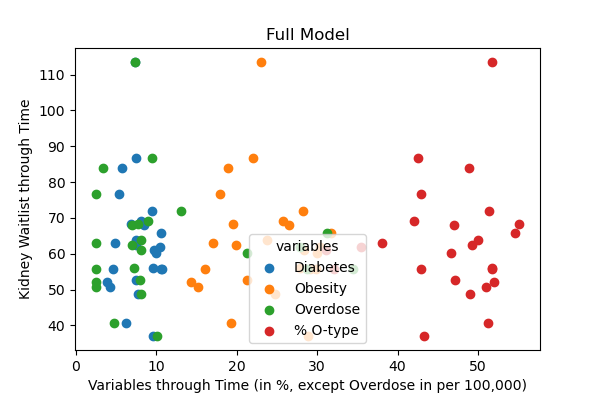 Full Model
Kidney Waitlist through Time
110
100
90
80
70
60
50
40
variables
Diabetes
Obesity
Overdose
% O-type
0 10 20 30 40 50
Variables through Time (in %, except Overdose in per 100,000)